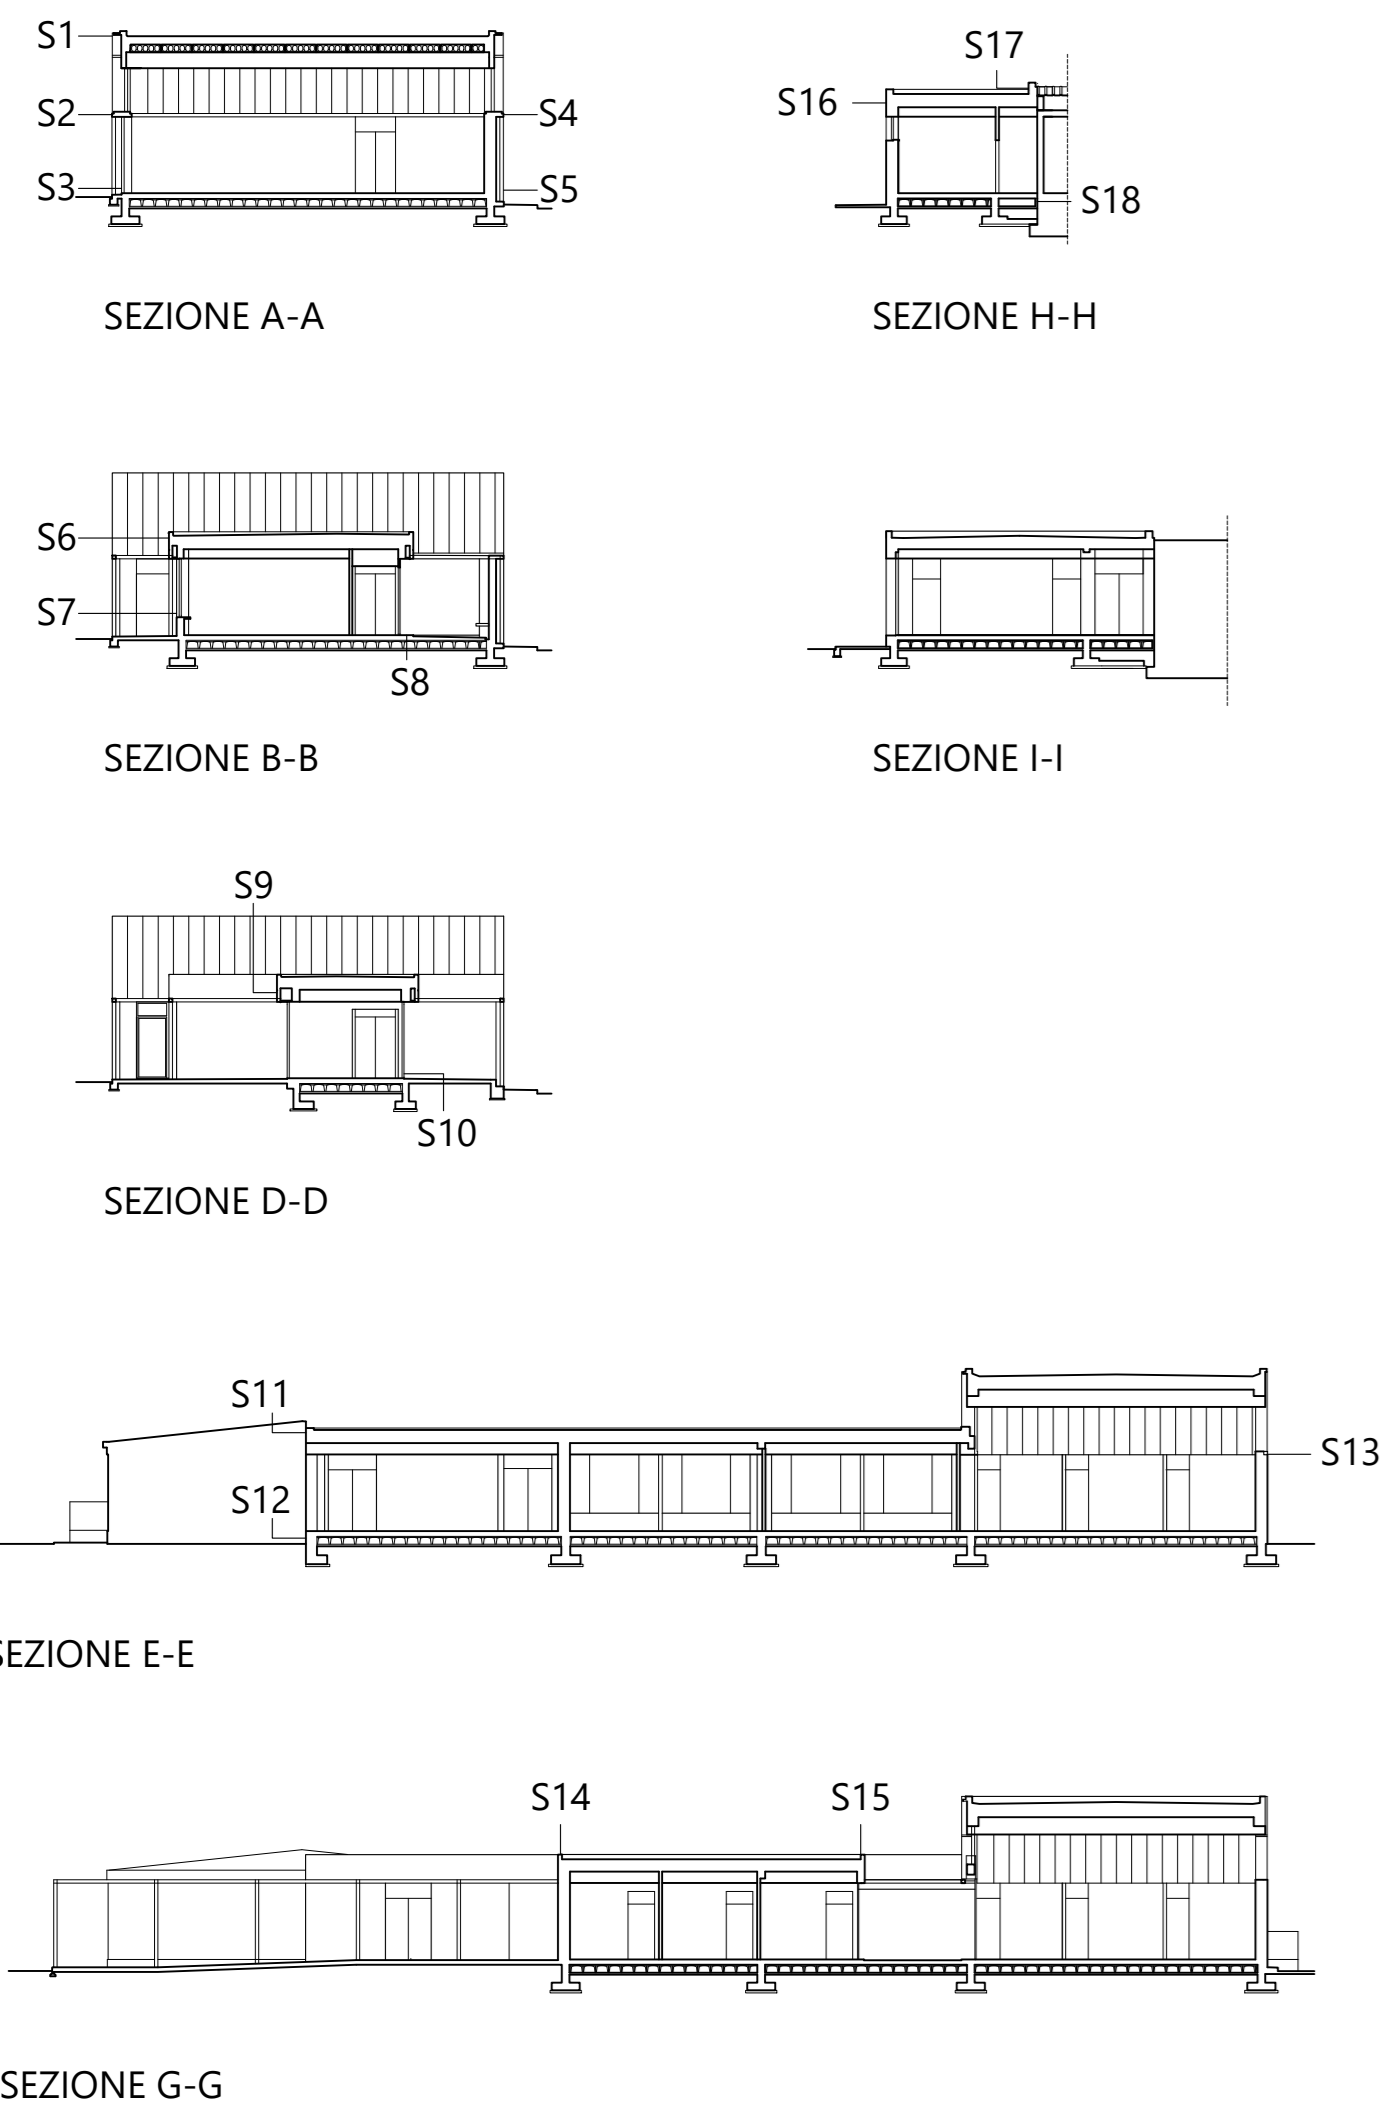 S1
S17
S16
S2
S4
S3
S5
S18
SEZIONE A-A
SEZIONE H-H
S6
S7
S8
SEZIONE B-B
SEZIONE I-I
S9
S10
SEZIONE D-D
S11
S13
S12
SEZIONE E-E
S14
S15
SEZIONE G-G